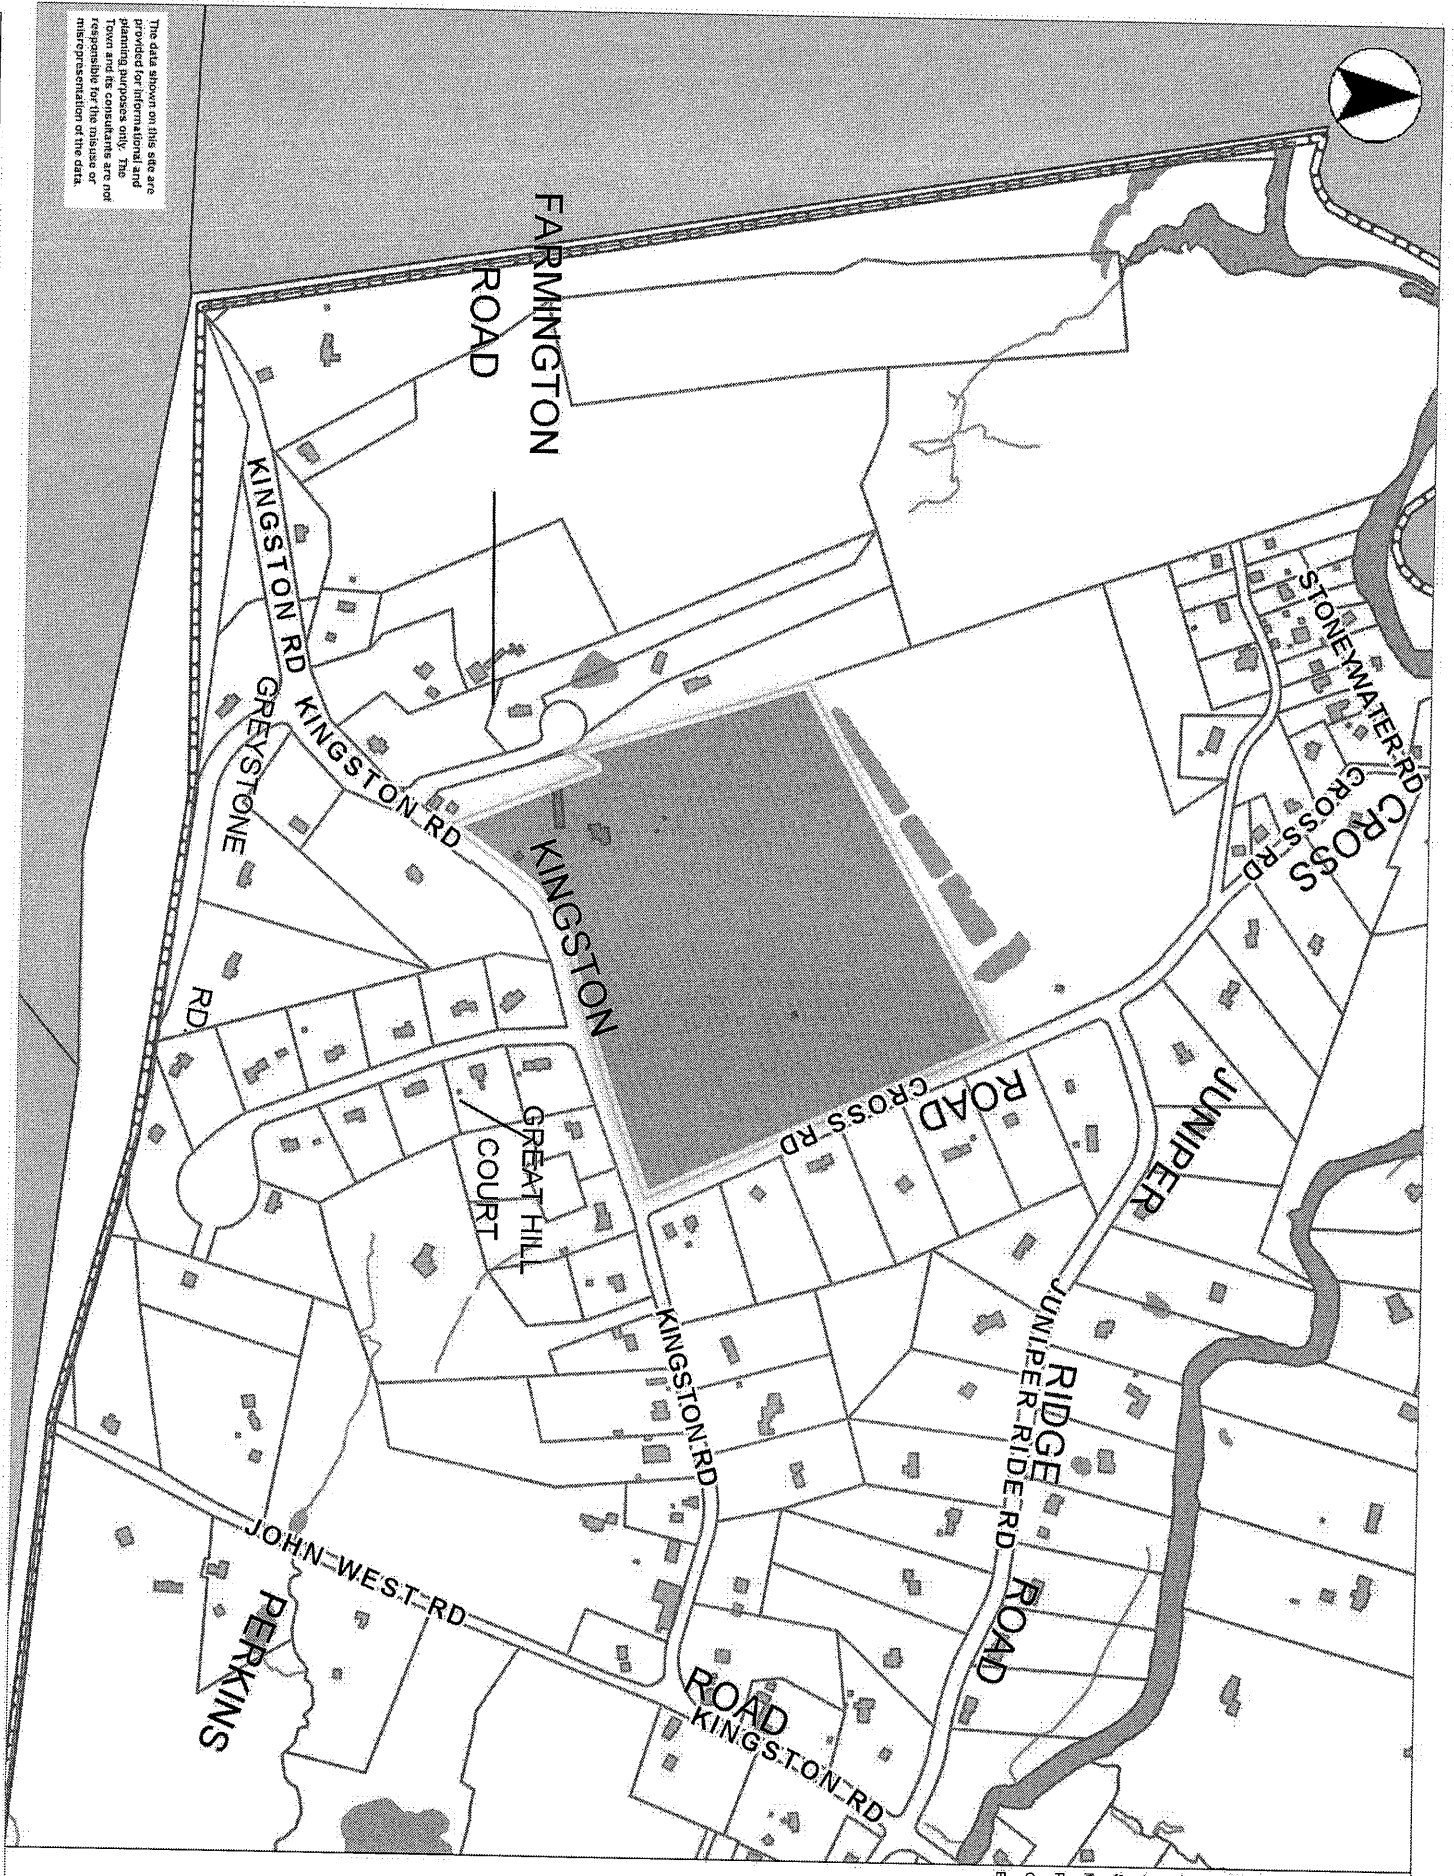 The data shown on this site are
provided for informational and
planning purposes only. The
Town and its consultants are not
responsible for the misuse or
misrepresentation of the data.
FARMINGTON
ROAD
STONEYWATER RD
CROSS RD
CROSS
KINGSTON RD
GREYSTONE
KINGSTON RD
KINGSTON
RD
ROAD
CROSS RD
JUNIPER
GREAT HILL
COURT
KINGSTON RD
JUNIPER RIDE RD
RIDGE
ROAD
JOHN WEST RD
PERKINS
ROAD
KINGSTON RD